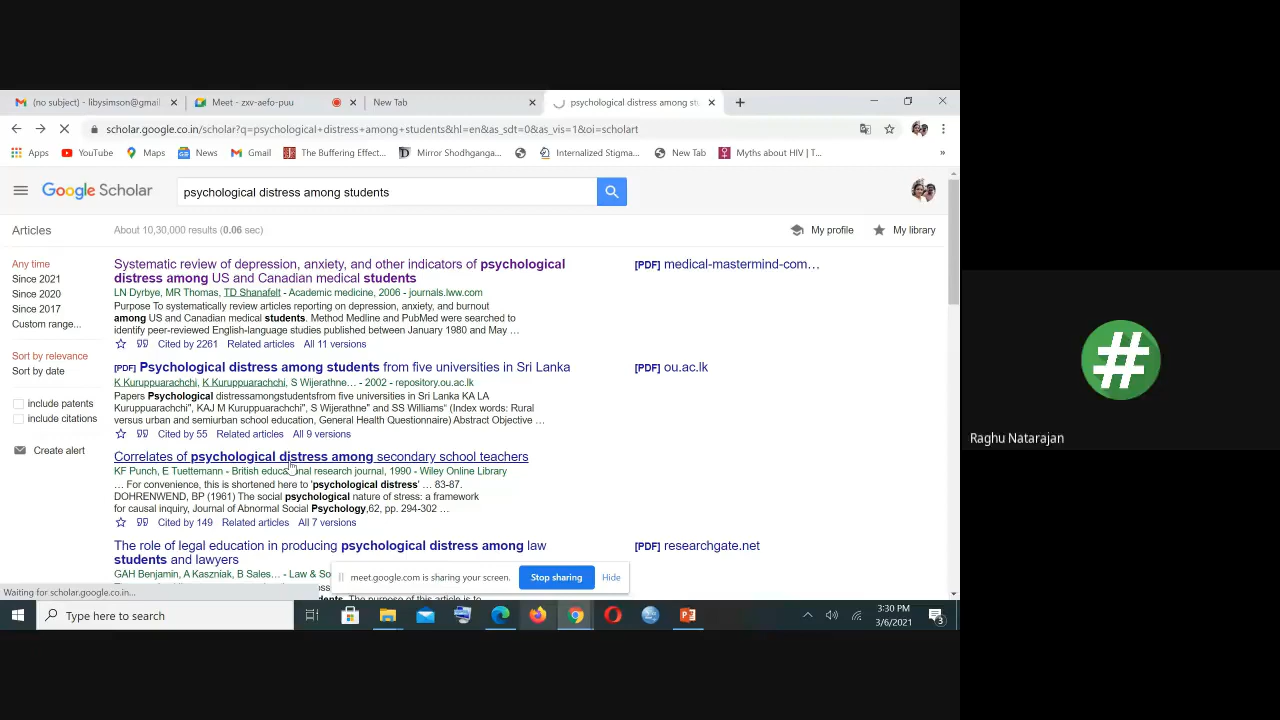 (no subject) - libysimson@gmail
Meet - zxv-aefo-puu
New Tab
psychological distress among st
scholar.google.co.in/scholar?q=psychological+distress+among+students&hl=en&as_sdt=0&as_vis=1&oi=scholart
Apps YouTube Maps News Gmail The Buffering Effect... Mirror Shodhganga... Internalized Stigma... New Tab Myths about HIV | T... »
Google Scholar
psychological distress among students
Articles
About 10,30,000 results (0.06 sec)
My profile
My library
Any time
Since 2021
Since 2020
Since 2017
Custom range...
Sort by relevance
Sort by date
include patents
include citations
Create alert
Systematic review of depression, anxiety, and other indicators of psychological
distress among US and Canadian medical students
LN Dyrbye, MR Thomas, TD Shanafelt - Academic medicine, 2006 - journals.lww.com
Purpose To systematically review articles reporting on depression, anxiety, and burnout
among US and Canadian medical students. Method Medline and PubMed were searched to
identify peer-reviewed English-language studies published between January 1980 and May ...
Cited by 2261 Related articles All 11 versions
[PDF] medical-mastermind-com...
[PDF] Psychological distress among students from five universities in Sri Lanka
K Kuruppuarachchi, K Kuruppuarachchi, S Wijerathne... - 2002 - repository.ou.ac.lk
Papers Psychological distressamongstudentsfrom five universities in Sri Lanka KA LA
Kuruppuarachchi", KAJ M Kuruppuarachchi", S Wijerathne" and SS Williams" (Index words: Rural
versus urban and semiurban school education, General Health Questionnaire) Abstract Objective ...
Cited by 55 Related articles All 9 versions
[PDF] ou.ac.lk
Correlates of psychological distress among secondary school teachers
KF Punch, E Tuettemann - British educational research journal, 1990 - Wiley Online Library
... For convenience, this is shortened here to 'psychological distress' ... 83-87.
DOHRENWEND, BP (1961) The social psychological nature of stress: a framework
for causal inquiry, Journal of Abnormal Social Psychology,62, pp. 294-302 ...
Cited by 149 Related articles All 7 versions
The role of legal education in producing psychological distress among law
students and lawyers
GAH Benjamin, A Kaszniak, B Sales... - Law & So
[PDF] researchgate.net
meet.google.com is sharing your screen.
Stop sharing
Hide
Waiting for scholar.google.co.in...
Type here to search
3:30 PM
3/6/2021
3
#
Raghu Natarajan